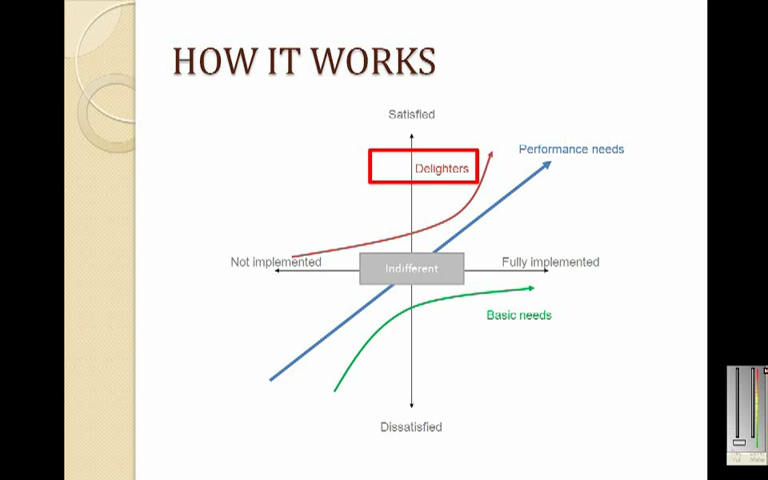 HOW IT WORKS
Satisfied
Performance needs
Delighters
Not implemented
Indifferent
Fully implemented
Basic needs
Dissatisfied